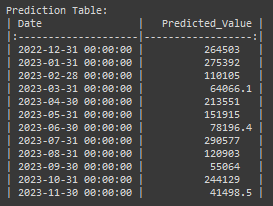 Prediction Table:
| Date                |   Predicted_Value |
|:--------------------|------------------:|
| 2022-12-31 00:00:00 |          264503   |
| 2023-01-31 00:00:00 |          275392   |
| 2023-02-28 00:00:00 |          110105   |
| 2023-03-31 00:00:00 |           64066.1 |
| 2023-04-30 00:00:00 |          213551   |
| 2023-05-31 00:00:00 |          151915   |
| 2023-06-30 00:00:00 |           78196.4 |
| 2023-07-31 00:00:00 |          290577   |
| 2023-08-31 00:00:00 |          120903   |
| 2023-09-30 00:00:00 |           55064   |
| 2023-10-31 00:00:00 |          244129   |
| 2023-11-30 00:00:00 |           41498.5 |